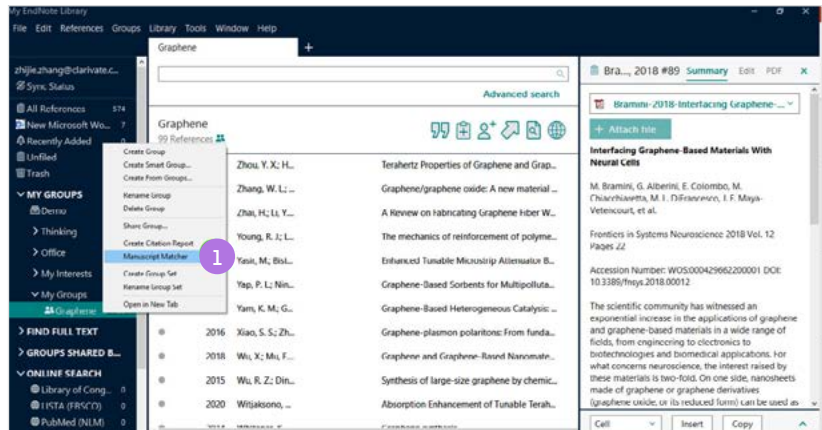 My EndNote Library
File Edit References Groups Library Tools Window Help
Graphene
+
zhijie.zhang@clarivate.c...
Sync Status
All References 574
New Microsoft Wo... 7
Recently Added 0
Unfiled
Trash
MY GROUPS
Demo
Thinking
Office
My Interests
My Groups
Graphene
FIND FULL TEXT
GROUPS SHARED B...
ONLINE SEARCH
Library of Cong... 0
LISTA (EBSCO) 0
PubMed (NLM) 0
Create Group
Create Smart Group...
Create From Groups...
Rename Group
Delete Group
Share Group...
Create Citation Report
Manuscript Matcher
1
Create Group Set
Rename Group Set
Open in New Tab
Advanced search
Graphene
99 References
Zhou, Y. X.; H... Terahertz Properties of Graphene and Grap...
Zhang, W. L.; ... Graphene/graphene oxide: A new material ...
Zhai, H.; Li, Y.... A Review on Fabricating Graphene Fiber W...
Young, R. J.; L... The mechanics of reinforcement of polyme...
Yasir, M.; Bist... Enhanced Tunable Microstrip Attenuator B...
Yap, P. L.; Nin... Graphene-Based Sorbents for Multipolluta...
Yam, K. M.; G... Graphene-Based Heterogeneous Catalysis: ...
2016 Xiao, S. S.; Zh... Graphene-plasmon polaritons: From funda...
2018 Wu, X.; Mu, F.... Graphene and Graphene-Based Nanomate...
2015 Wu, R. Z.; Din... Synthesis of large-size graphene by chemic...
2020 Witjaksono, ... Absorption Enhancement of Tunable Terah...
Bra..., 2018 #89 Summary Edit PDF
Bramini-2018-Interfacing Graphene-...
+ Attach file
Interfacing Graphene-Based Materials With
Neural Cells
M. Bramini, G. Alberini, E. Colombo, M.
Chiacchiaretta, M. L. DiFrancesco, J. F. Maya-
Vetencourt, et al.
Frontiers in Systems Neuroscience 2018 Vol. 12
Pages 22
Accession Number: WOS:000429662200001 DOI:
10.3389/fnsys.2018.00012
The scientific community has witnessed an
exponential increase in the applications of graphene
and graphene-based materials in a wide range of
fields, from engineering to electronics to
biotechnologies and biomedical applications. For
what concerns neuroscience, the interest raised by
these materials is two-fold. On one side, nanosheets
made of graphene or graphene derivatives
(graphene oxide, or its reduced form) can be used as
Cell Insert Copy